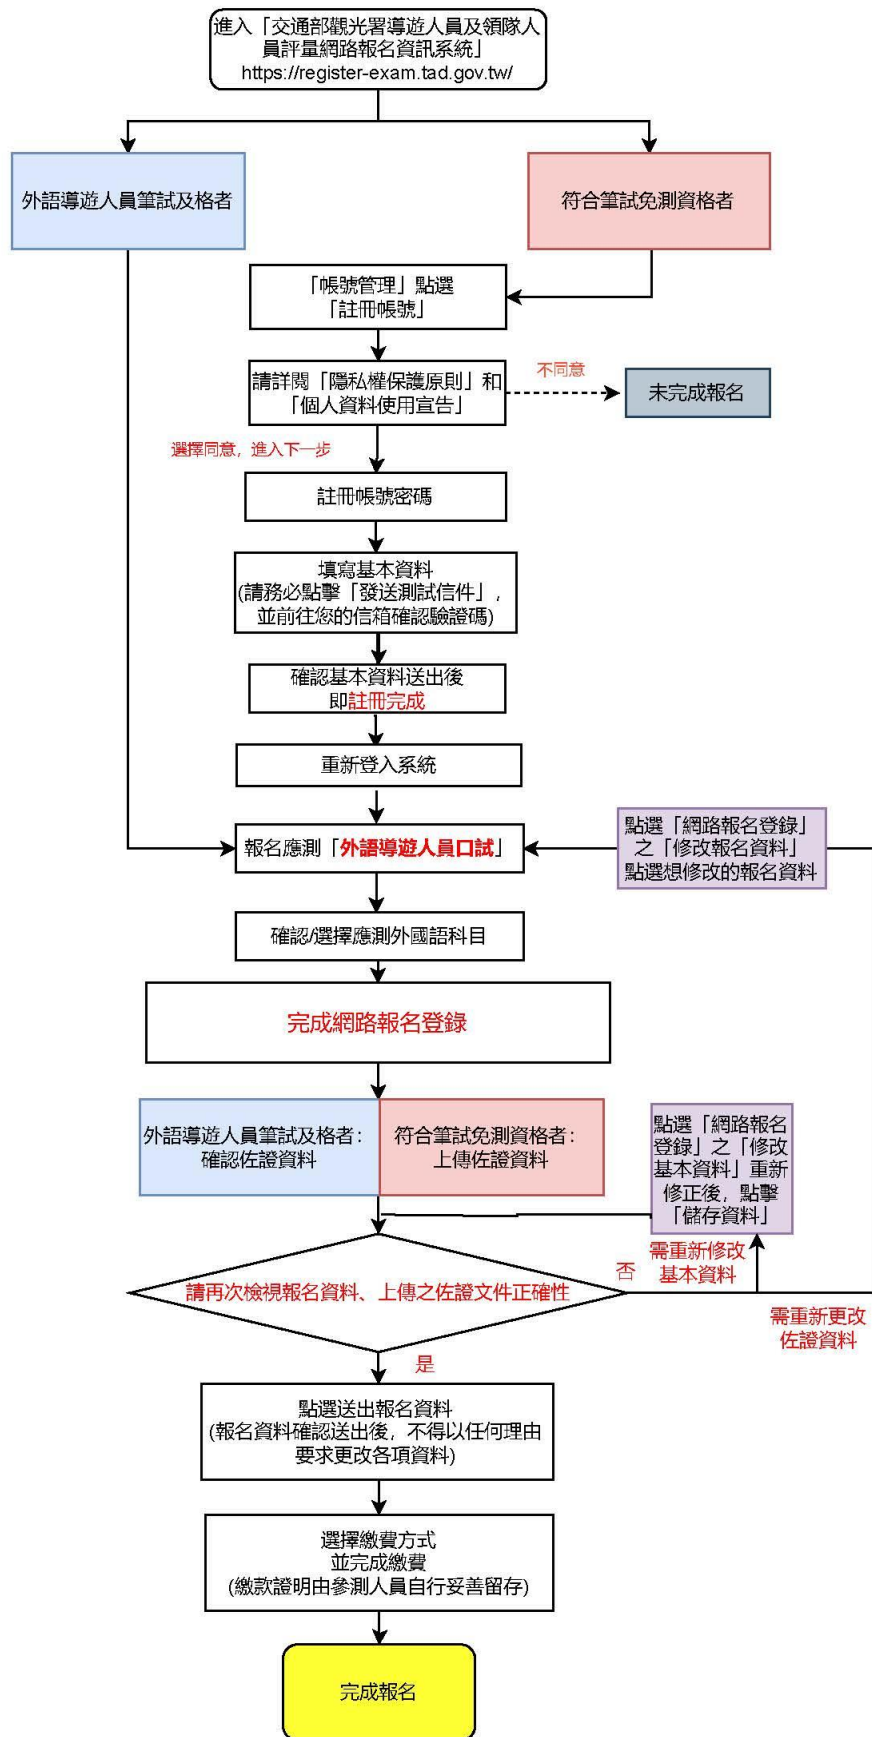 進入「交通部觀光署導遊人員及領隊人
員評量網路報名資訊系統」
https://register-exam.tad.gov.tw/
外語導遊人員筆試及格者
符合筆試免測資格者
「帳號管理」點選
「註冊帳號」
請詳閱「隱私權保護原則」和
「個人資料使用宣告」
不同意
未完成報名
選擇同意，進入下一步
註冊帳號密碼
填寫基本資料
(請務必點擊「發送測試信件」，
並前往您的信箱確認驗證碼)
確認基本資料送出後
即註冊完成
重新登入系統
報名應測「外語導遊人員口試」
點選「網路報名登錄」
之「修改報名資料」
點選想修改的報名資料
確認/選擇應測外國語科目
完成網路報名登錄
外語導遊人員筆試及格者：
確認佐證資料
符合筆試免測資格者：
上傳佐證資料
點選「網路報名
登錄」之「修改
基本資料」重新
修正後，點擊
「儲存資料」
請再次檢視報名資料、上傳之佐證文件正確性
否
需重新修改
基本資料
需重新更改
佐證資料
是
點選送出報名資料
(報名資料確認送出後，不得以任何理由
要求更改各項資料)
選擇繳費方式
並完成繳費
(繳款證明由參測人員自行妥善留存)
完成報名